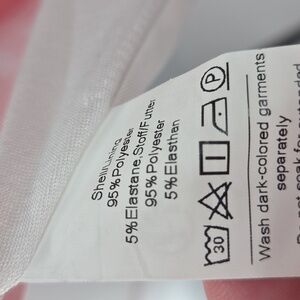 Shell/Lining
95%Polyester
5%Elastane,Stoff/Futter
95%Polyester
5%Elasthan
30
P
Wash dark-colored garments
separately